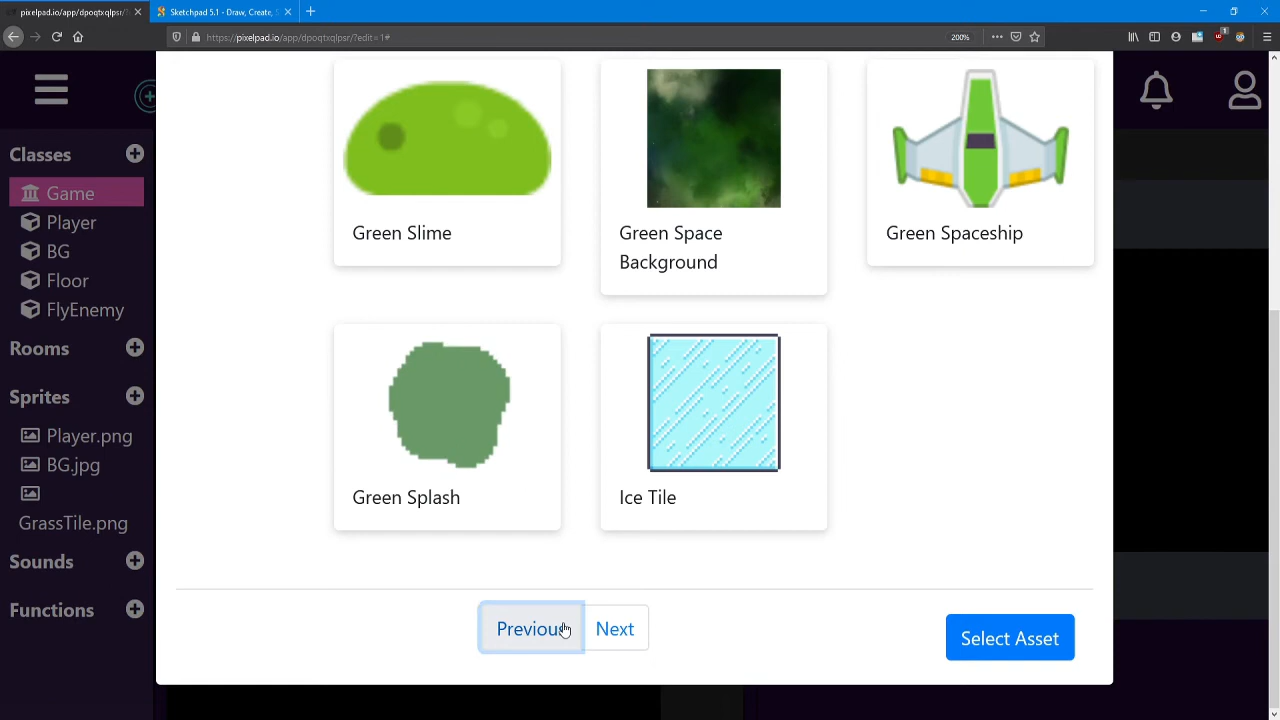 pixelpad.io/app/dpoqtxqlpsr/?
Sketchpad 5.1 - Draw, Create, S
https://pixelpad.io/app/dpoqtxqlpsr/?edit=1#
200%
Classes
Game
Player
BG
Floor
FlyEnemy
Rooms
Sprites
Player.png
BG.jpg
GrassTile.png
Sounds
Functions
Green Slime
Green Space
Background
Green Spaceship
Green Splash
Ice Tile
Previous
Next
Select Asset